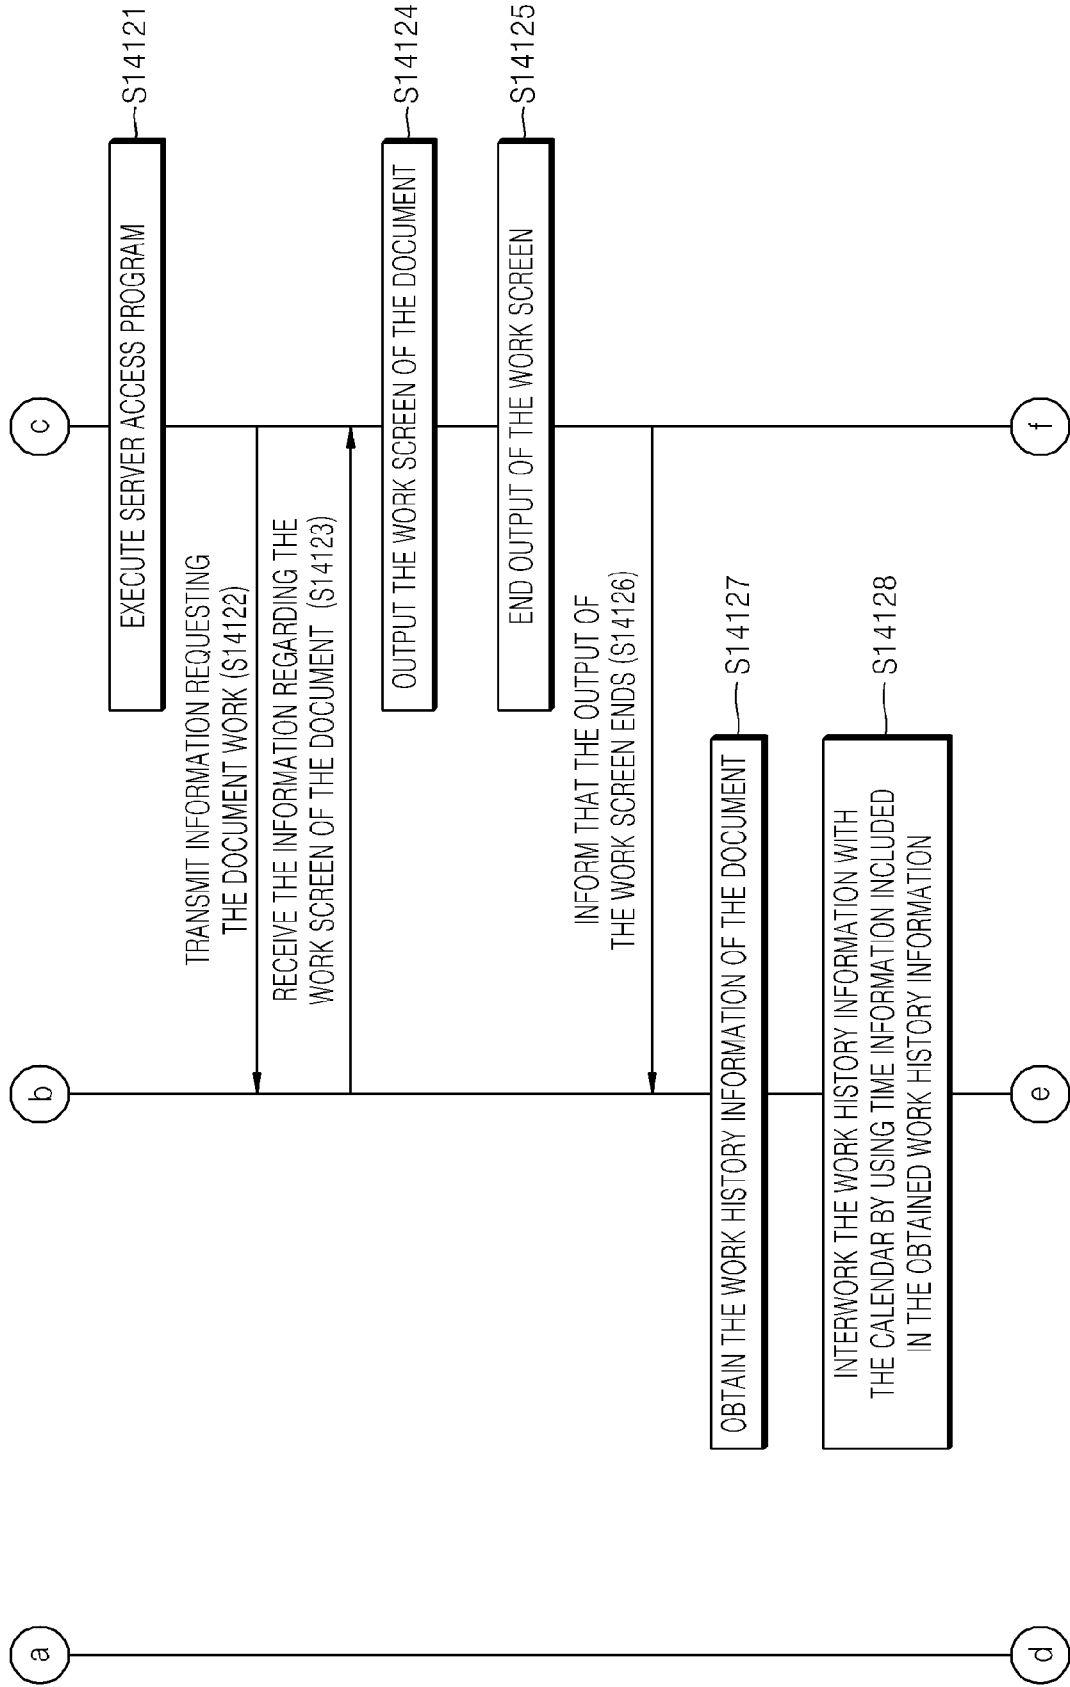 a
b
c
EXECUTE SERVER ACCESS PROGRAM
S14121
TRANSMIT INFORMATION REQUESTING
THE DOCUMENT WORK (S14122)
RECEIVE THE INFORMATION REGARDING THE
WORK SCREEN OF THE DOCUMENT (S14123)
OUTPUT THE WORK SCREEN OF THE DOCUMENT
S14124
END OUTPUT OF THE WORK SCREEN
S14125
INFORM THAT THE OUTPUT OF
THE WORK SCREEN ENDS (S14126)
OBTAIN THE WORK HISTORY INFORMATION OF THE DOCUMENT
S14127
INTERWORK THE WORK HISTORY INFORMATION WITH
THE CALENDAR BY USING TIME INFORMATION INCLUDED
IN THE OBTAINED WORK HISTORY INFORMATION
S14128
d
e
f